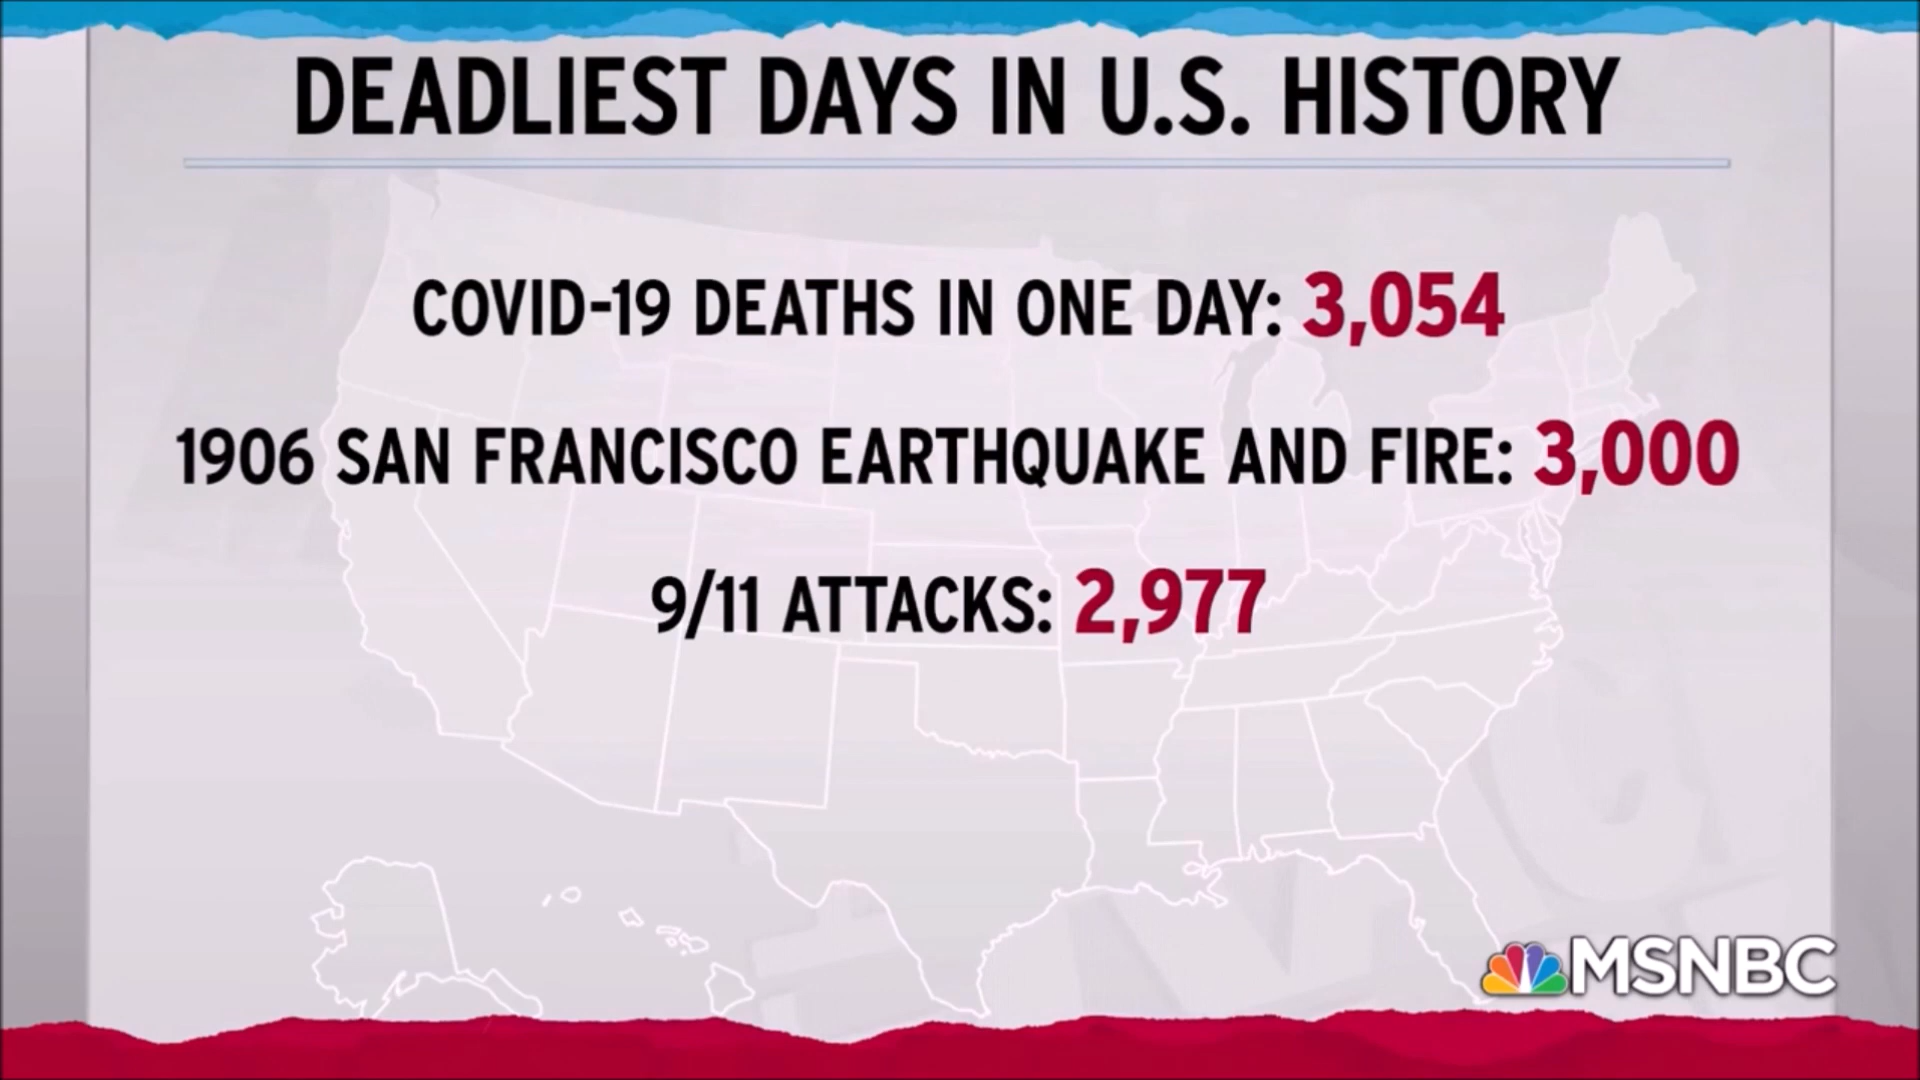 DEADLIEST DAYS IN U.S. HISTORY
COVID-19 DEATHS IN ONE DAY: 3,054
1906 SAN FRANCISCO EARTHQUAKE AND FIRE: 3,000
9/11 ATTACKS: 2,977
MSNBC